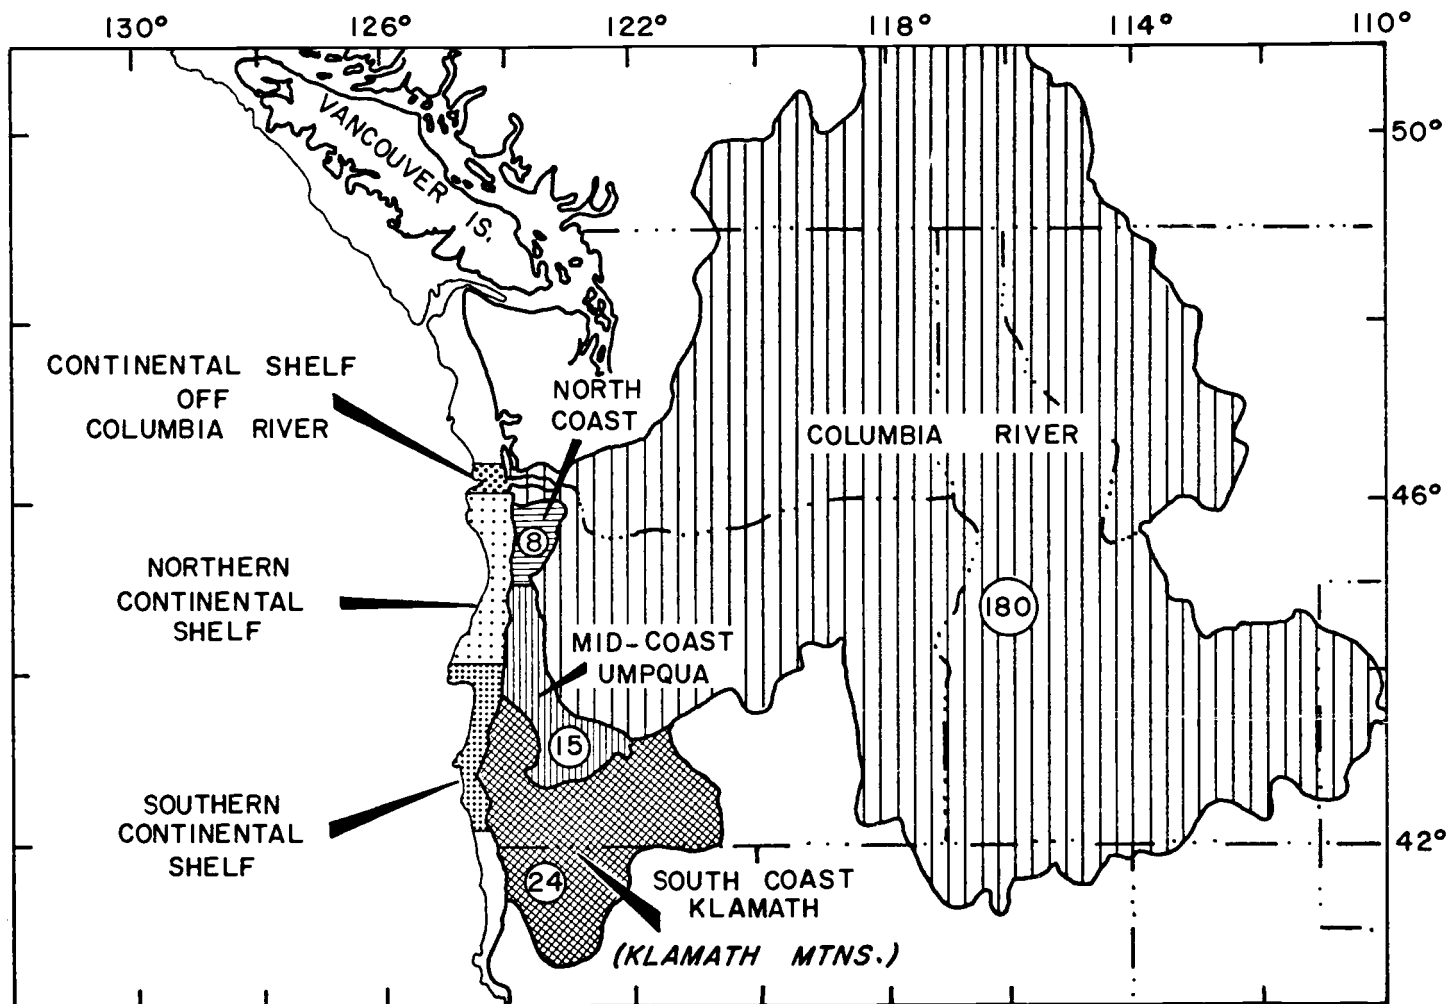 130° 126° 122° 118° 114° 110°
50°
46°
42°
VANCOUVER
IS.
CONTINENTAL SHELF
OFF
COLUMBIA RIVER
NORTH
COAST
COLUMBIA RIVER
8
NORTHERN
CONTINENTAL
SHELF
180
MID-COAST
UMPQUA
15
SOUTHERN
CONTINENTAL
SHELF
24
SOUTH COAST
KLAMATH
(KLAMATH MTNS.)